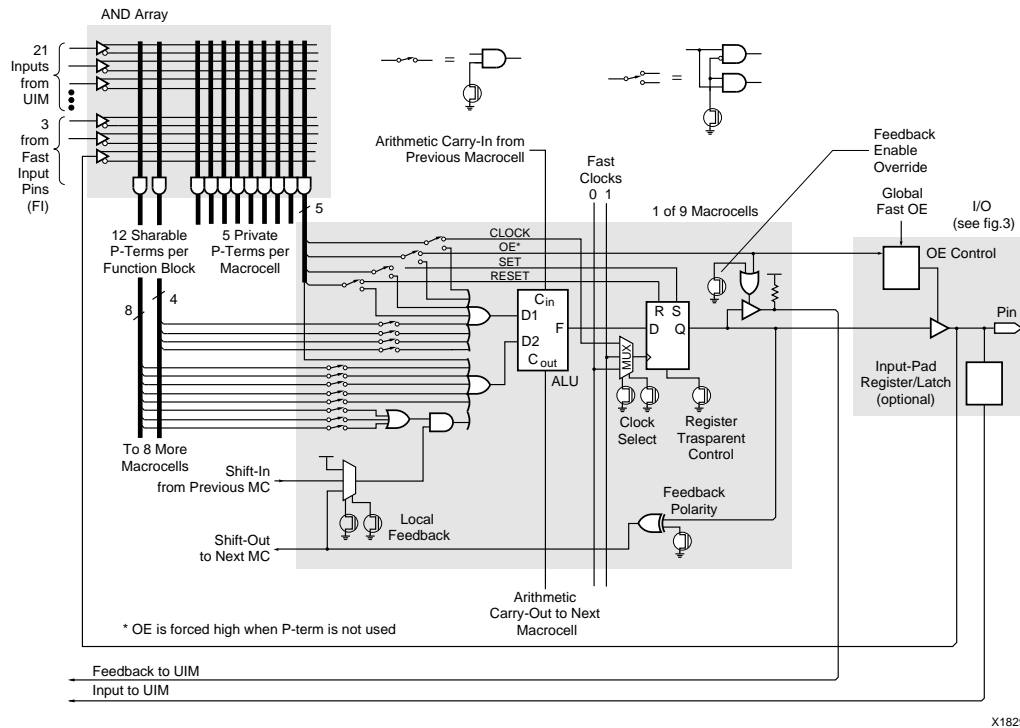 AND Array
21
Inputs
from
UIM
3
from
Fast
Input
Pins
(FI)
=
=
Arithmetic Carry-In from
Previous Macrocell
Fast
Clocks
0 1
Feedback
Enable
Override
Global
Fast OE
I/O
(see fig.3)
5
1 of 9 Macrocells
12 Sharable
P-Terms per
Function Block
5 Private
P-Terms per
Macrocell
CLOCK
OE*
SET
RESET
OE Control
8
4
C in
D1
D2
F
C out
ALU
R S
D Q
MUX
Pin
Input-Pad
Register/Latch
(optional)
Clock
Select
Register
Trasparent
Control
To 8 More
Macrocells
Shift-In
from Previous MC
Local
Feedback
Feedback
Polarity
Shift-Out
to Next MC
Arithmetic
Carry-Out to Next
Macrocell
* OE is forced high when P-term is not used
Feedback to UIM
Input to UIM